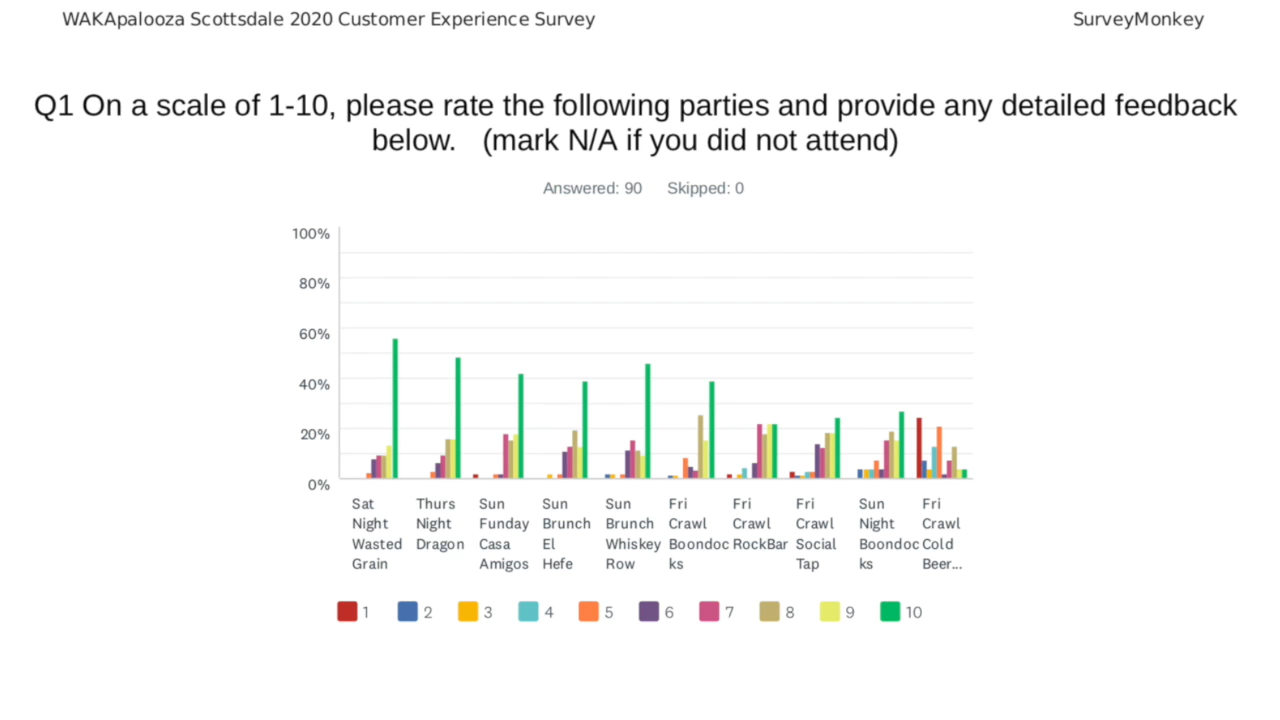 WAKApalooza Scottsdale 2020 Customer Experience Survey
SurveyMonkey
Q1 On a scale of 1-10, please rate the following parties and provide any detailed feedback
below. (mark N/A if you did not attend)
Answered: 90 Skipped: 0
100%
80%
60%
40%
20%
0%
Sat
Night
Wasted
Grain
Thurs
Night
Dragon
Sun
Funday
Casa
Amigos
Sun
Brunch
El
Hefe
Sun
Brunch
Whiskey
Row
Fri
Crawl
Boondoc
ks
Fri
Crawl
RockBar
Fri
Crawl
Social
Tap
Sun
Night
Boondoc
ks
Fri
Crawl
Cold
Beer...
1 2 3 4 5 6 7 8 9 10